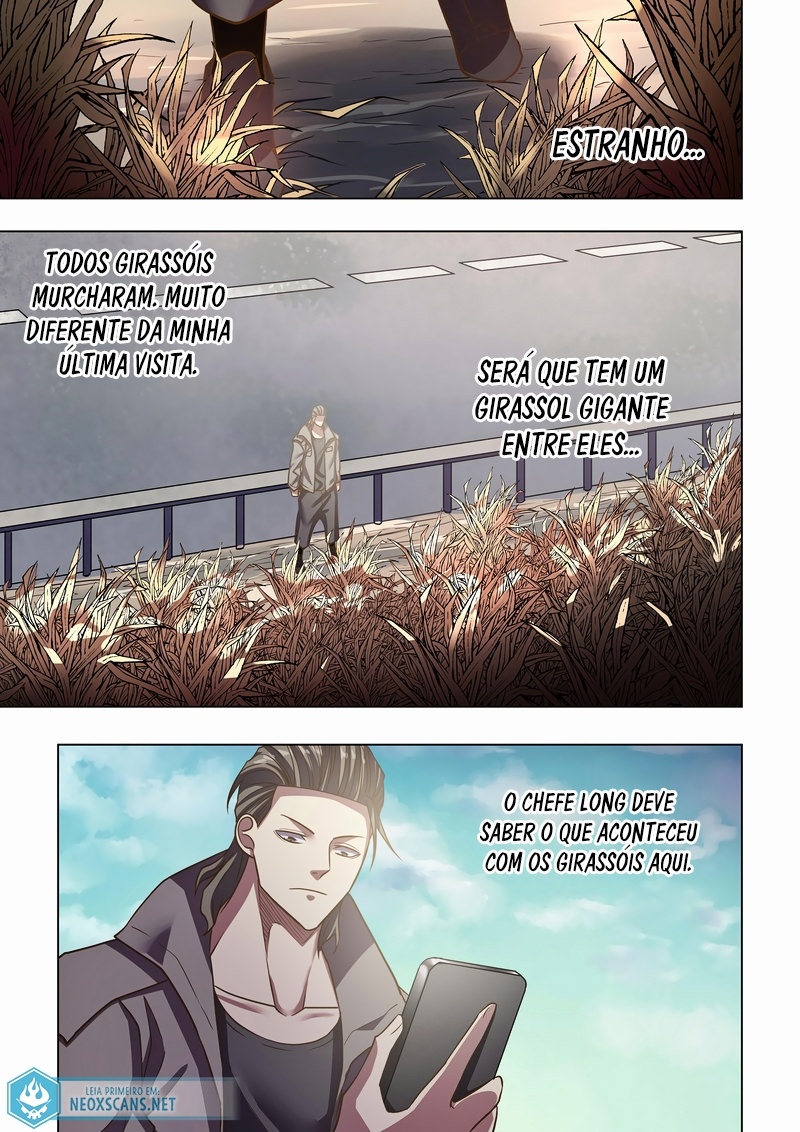 ESTRANHO...
TODOS GIRASSÓIS
MURCHARAM. MUITO
DIFERENTE DA MINHA
ÚLTIMA VISITA.
SERÁ QUE TEM UM
GIRASSOL GIGANTE
ENTRE ELES...
O CHEFE LONG DEVE
SABER O QUE ACONTECEU
COM OS GIRASSÓIS AQUI.
LEIA PRIMEIRO EM:
NEOXSCANS.NET